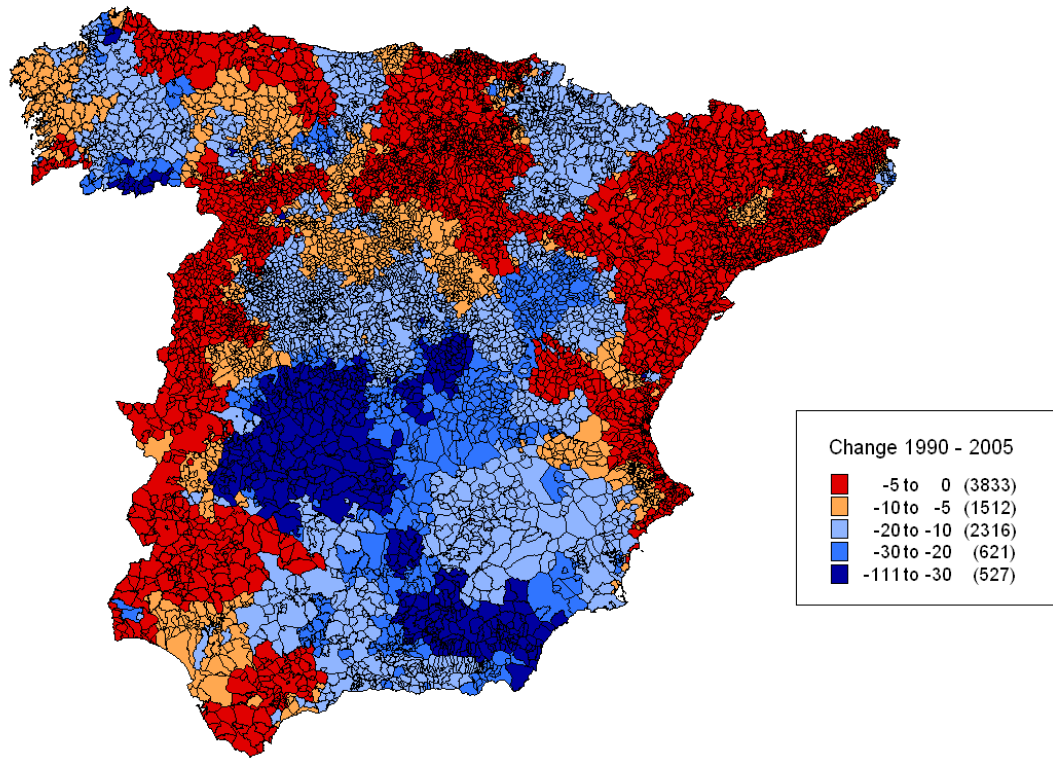 Change 1990 - 2005
-5 to 0 (3833)
-10 to -5 (1512)
-20 to -10 (2316)
-30 to -20 (621)
-111 to -30 (527)